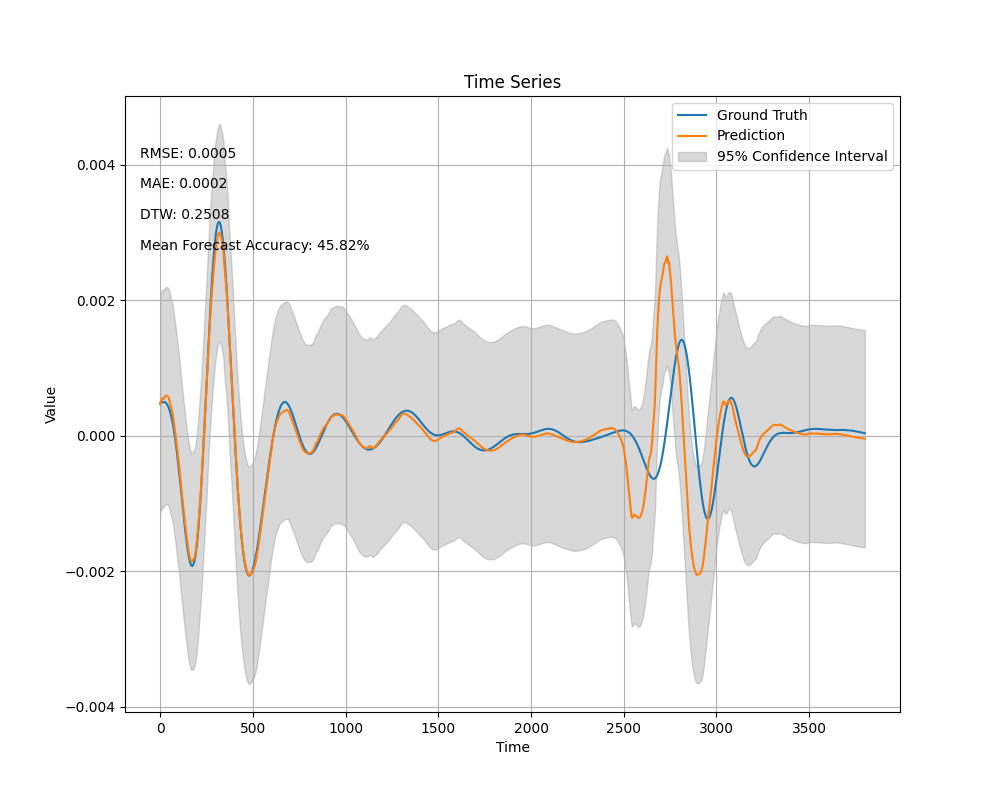 Time Series
Ground Truth
Prediction
95% Confidence Interval
RMSE: 0.0005
MAE: 0.0002
DTW: 0.2508
Mean Forecast Accuracy: 45.82%
Value
0.004
0.002
0.000
−0.002
−0.004
0 500 1000 1500 2000 2500 3000 3500
Time